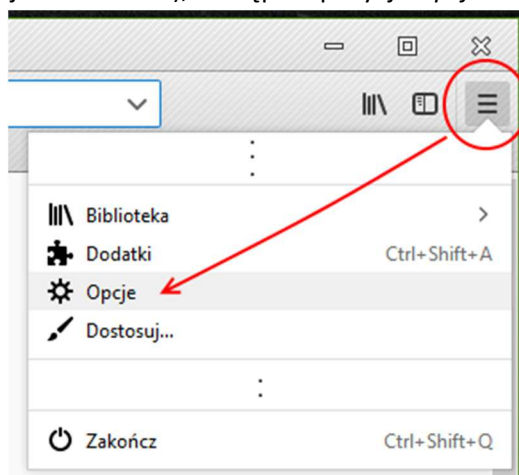 Biblioteka
Dodatki Ctrl+Shift+A
Opcje
Dostosuj...
Zakończ Ctrl+Shift+Q